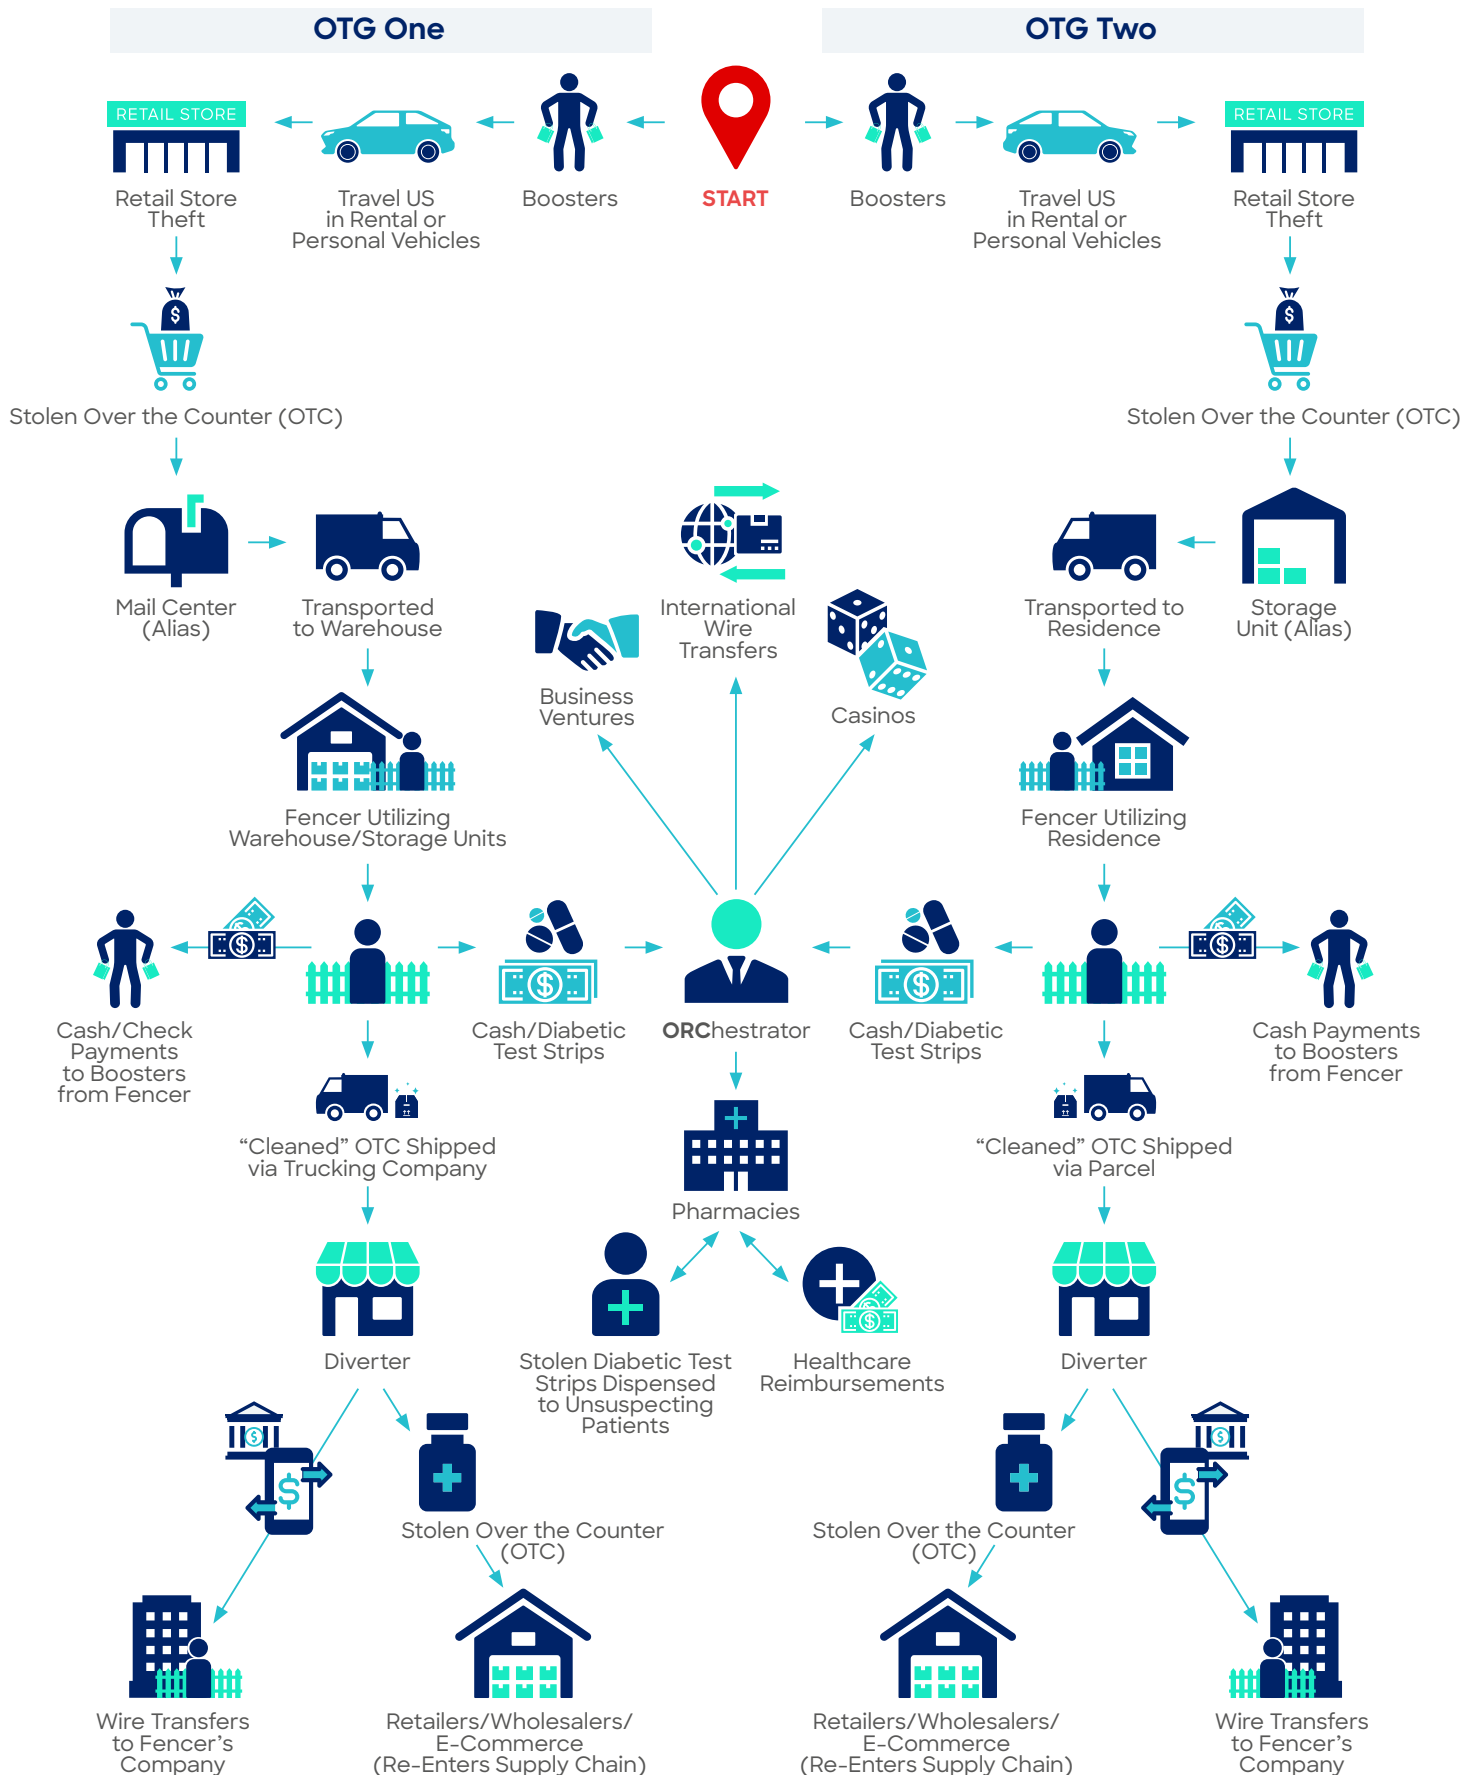 OTG One
OTG Two
RETAIL STORE
RETAIL STORE
Retail Store
Theft
Travel US
in Rental or
Personal Vehicles
Boosters
START
Boosters
Travel US
in Rental or
Personal Vehicles
Retail Store
Theft
$
$
Stolen Over the Counter (OTC)
Stolen Over the Counter (OTC)
Mail Center
(Alias)
Transported
to Warehouse
International
Wire
Transfers
Transported to
Residence
Storage
Unit (Alias)
Business
Ventures
Casinos
Fencer Utilizing
Warehouse/Storage Units
Fencer Utilizing
Residence
$
$
$
$
Cash/Check
Payments
to Boosters
from Fencer
Cash/Diabetic
Test Strips
ORChestrator
Cash/Diabetic
Test Strips
Cash Payments
to Boosters
from Fencer
“Cleaned” OTC Shipped
via Trucking Company
“Cleaned” OTC Shipped
via Parcel
Pharmacies
$
Diverter
Stolen Diabetic Test
Strips Dispensed
to Unsuspecting
Patients
Healthcare
Reimbursements
Diverter
$
$
$
$
Stolen Over the Counter
(OTC)
Stolen Over the Counter
(OTC)
Wire Transfers
to Fencer’s
Company
Retailers/Wholesalers/
E-Commerce
(Re-Enters Supply Chain)
Retailers/Wholesalers/
E-Commerce
(Re-Enters Supply Chain)
Wire Transfers
to Fencer’s
Company